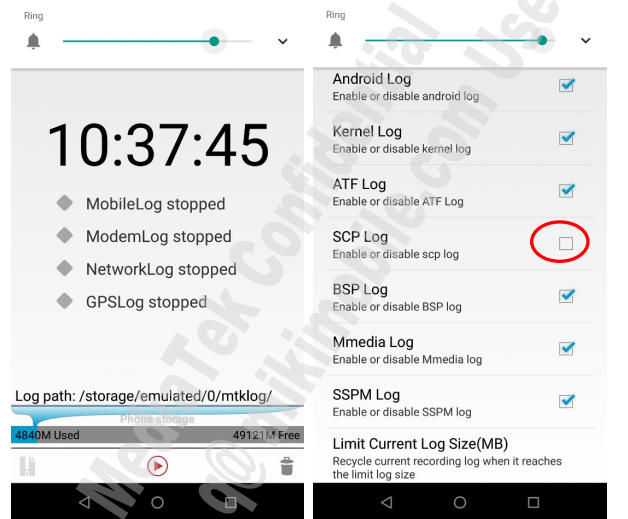 Ring
10:37:45
MobileLog stopped
ModemLog stopped
NetworkLog stopped
GPSLog stopped
Log path: /storage/emulated/0/mtklog/
Phone storage
4840M Used
49121M Free
Ring
Android Log
Enable or disable android log
Kernel Log
Enable or disable kernel log
ATF Log
Enable or disable ATF Log
SCP Log
Enable or disable scp log
BSP Log
Enable or disable BSP log
Mmedia Log
Enable or disable Mmedia log
SSPM Log
Enable or disable SSPM log
Limit Current Log Size(MB)
Recycle current recording log when it reaches
the limit log size
MediaTek Confidential
mikimobile.com Use